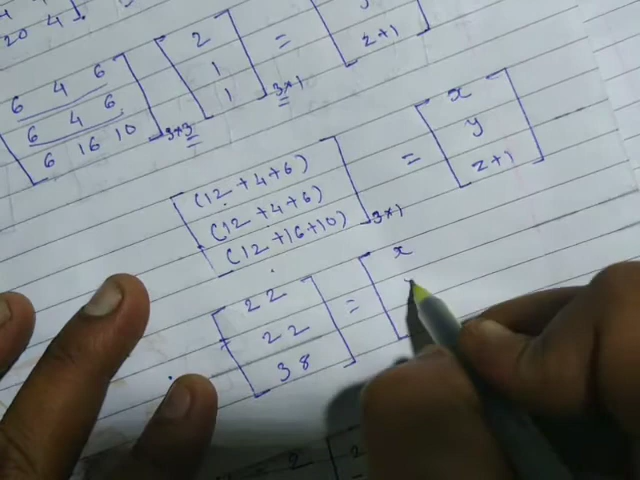 20 4
[6 4 6] [2] =
[6 4 6] [1]
[6 16 10] 3×3 [1] 3×1 [z+1]
[(12+4+6)] = [x]
[(12+4+6)] [y]
[(12+16+10)] 3×1 [z+1]
[22] = [x]
[22]
[38]